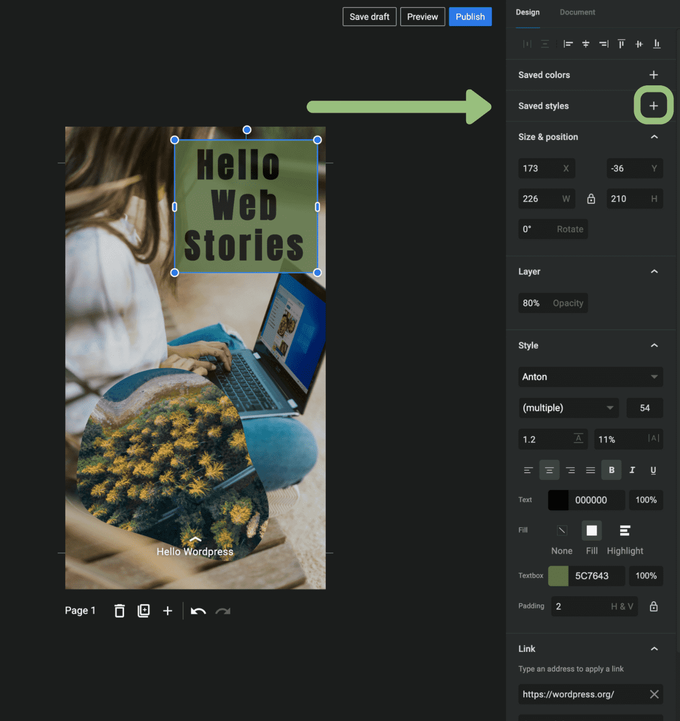 Design Document
Save draft Preview Publish
Saved colors
Saved styles
Size & position
173 X -36 Y
226 W 210 H
0° Rotate
Layer
80% Opacity
Style
Anton
(multiple) 54
1.2 A 11% |A|
B I U
Text 000000 100%
Fill
None Fill Highlight
Textbox 5C7643 100%
Padding 2 H & V
Link
Type an address to apply a link
https://wordpress.org/
Hello
Web
Stories
Hello Wordpress
Page 1